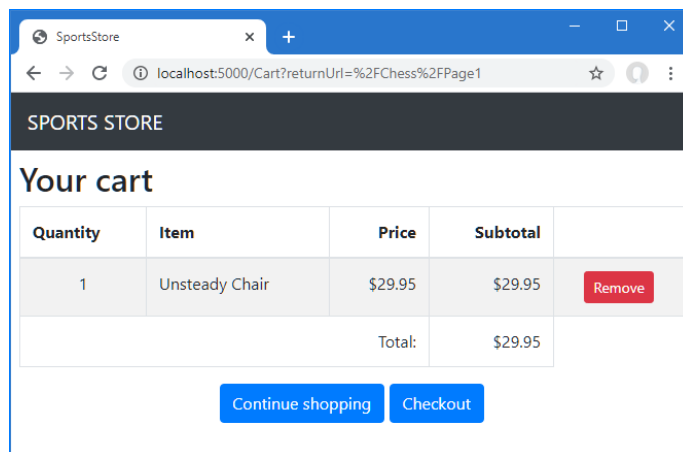 SportsStore
localhost:5000/Cart?returnUrl=%2FChess%2FPage1
SPORTS STORE
Your cart
Quantity Item Price Subtotal
1 Unsteady Chair $29.95 $29.95 Remove
Total: $29.95
Continue shopping Checkout